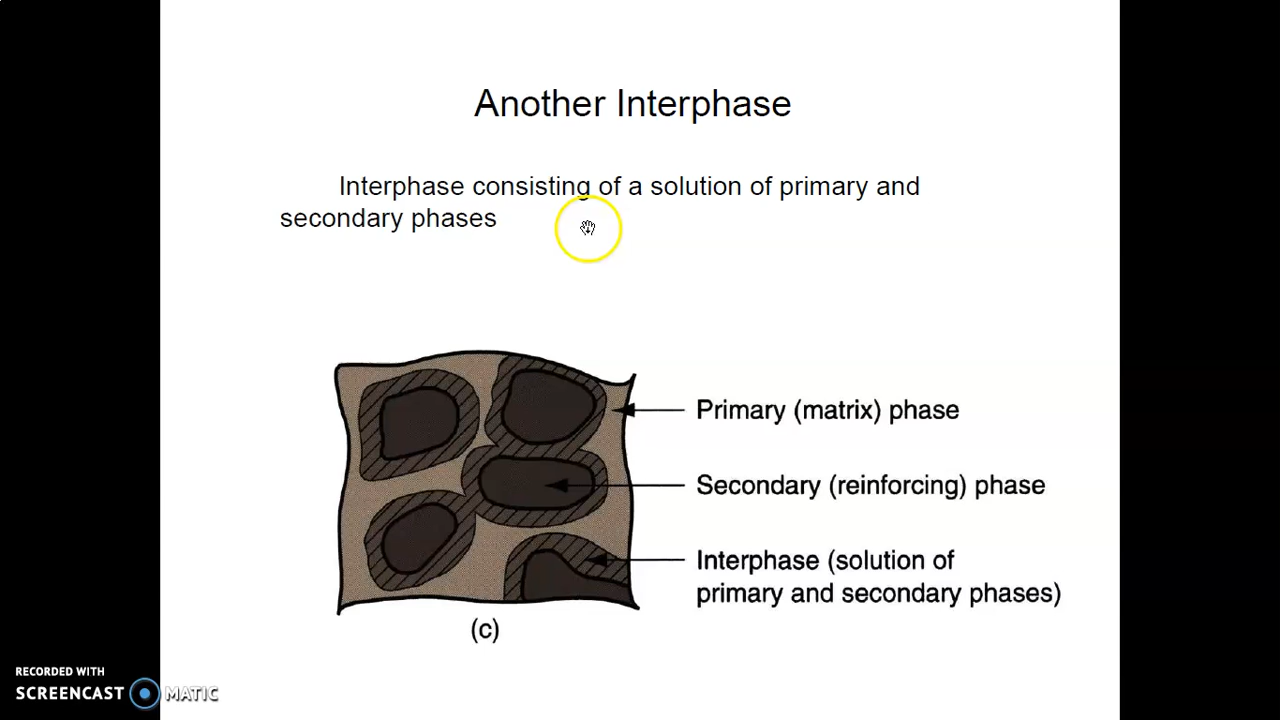 Another Interphase
Interphase consisting of a solution of primary and
secondary phases
Primary (matrix) phase
Secondary (reinforcing) phase
Interphase (solution of
primary and secondary phases)
(c)
RECORDED WITH
SCREENCAST MATIC